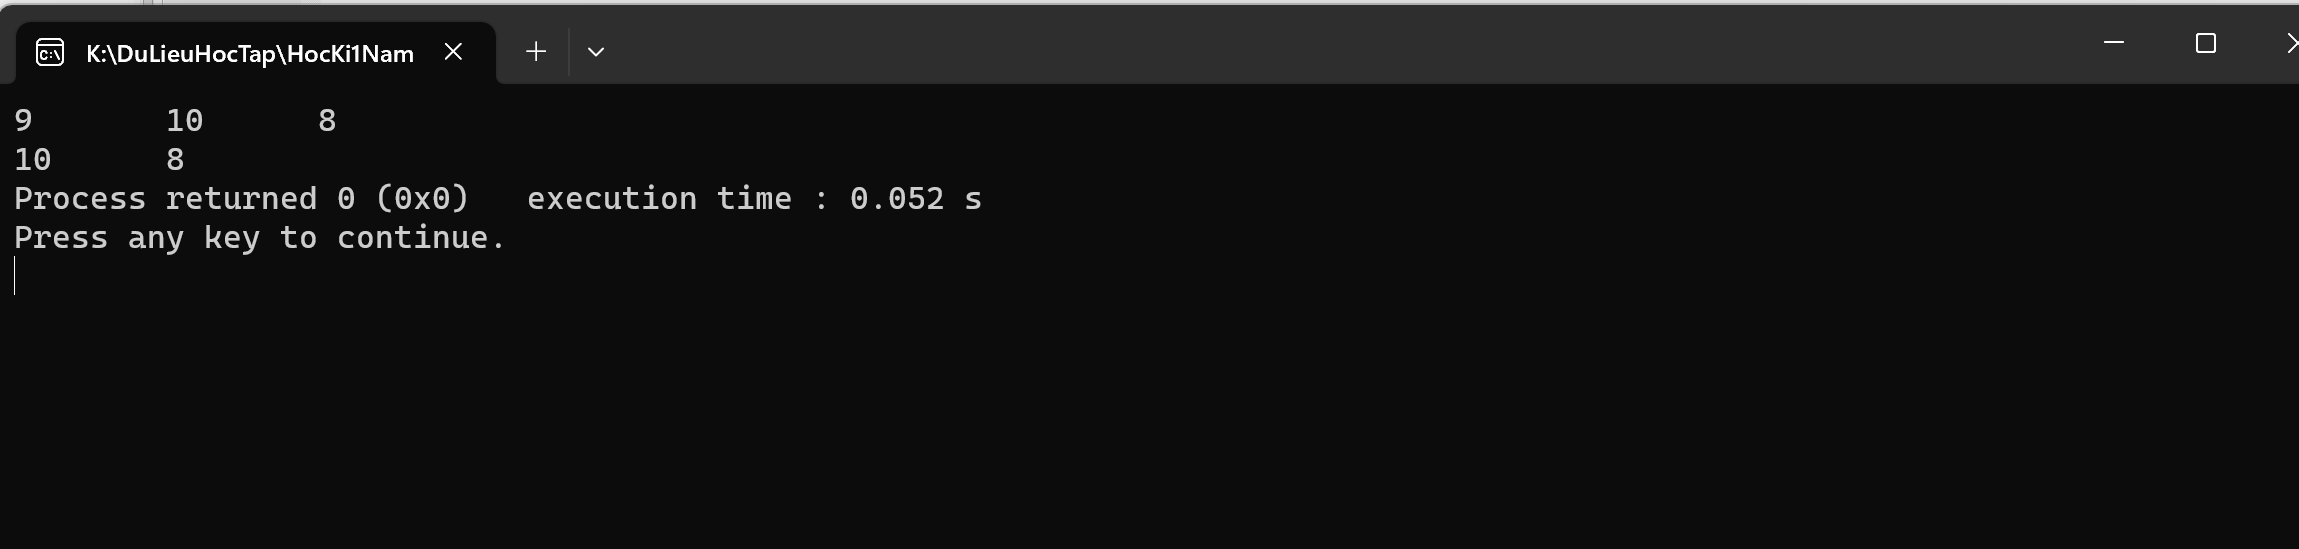 K:\DuLieuHocTap\HocKi1Nam
9 10 8
10 8
Process returned 0 (0x0) execution time : 0.052 s
Press any key to continue.